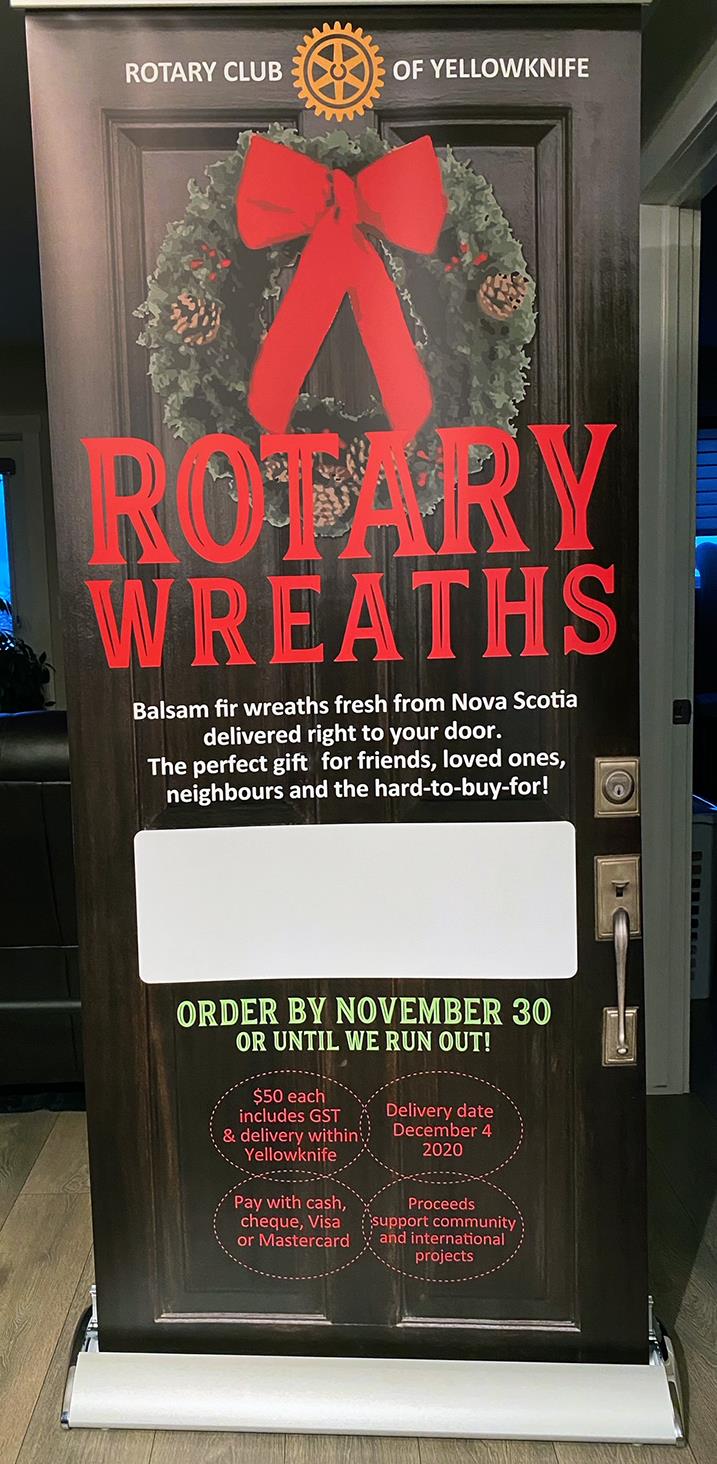 ROTARY CLUB OF YELLOWKNIFE
ROTARY
WREATHS
Balsam fir wreaths fresh from Nova Scotia
delivered right to your door.
The perfect gift for friends, loved ones,
neighbours and the hard-to-buy-for!
ORDER BY NOVEMBER 30
OR UNTIL WE RUN OUT!
$50 each
includes GST
& delivery within
Yellowknife
Delivery date
December 4
2020
Pay with cash,
cheque, Visa
or Mastercard
Proceeds
support community
and international
projects